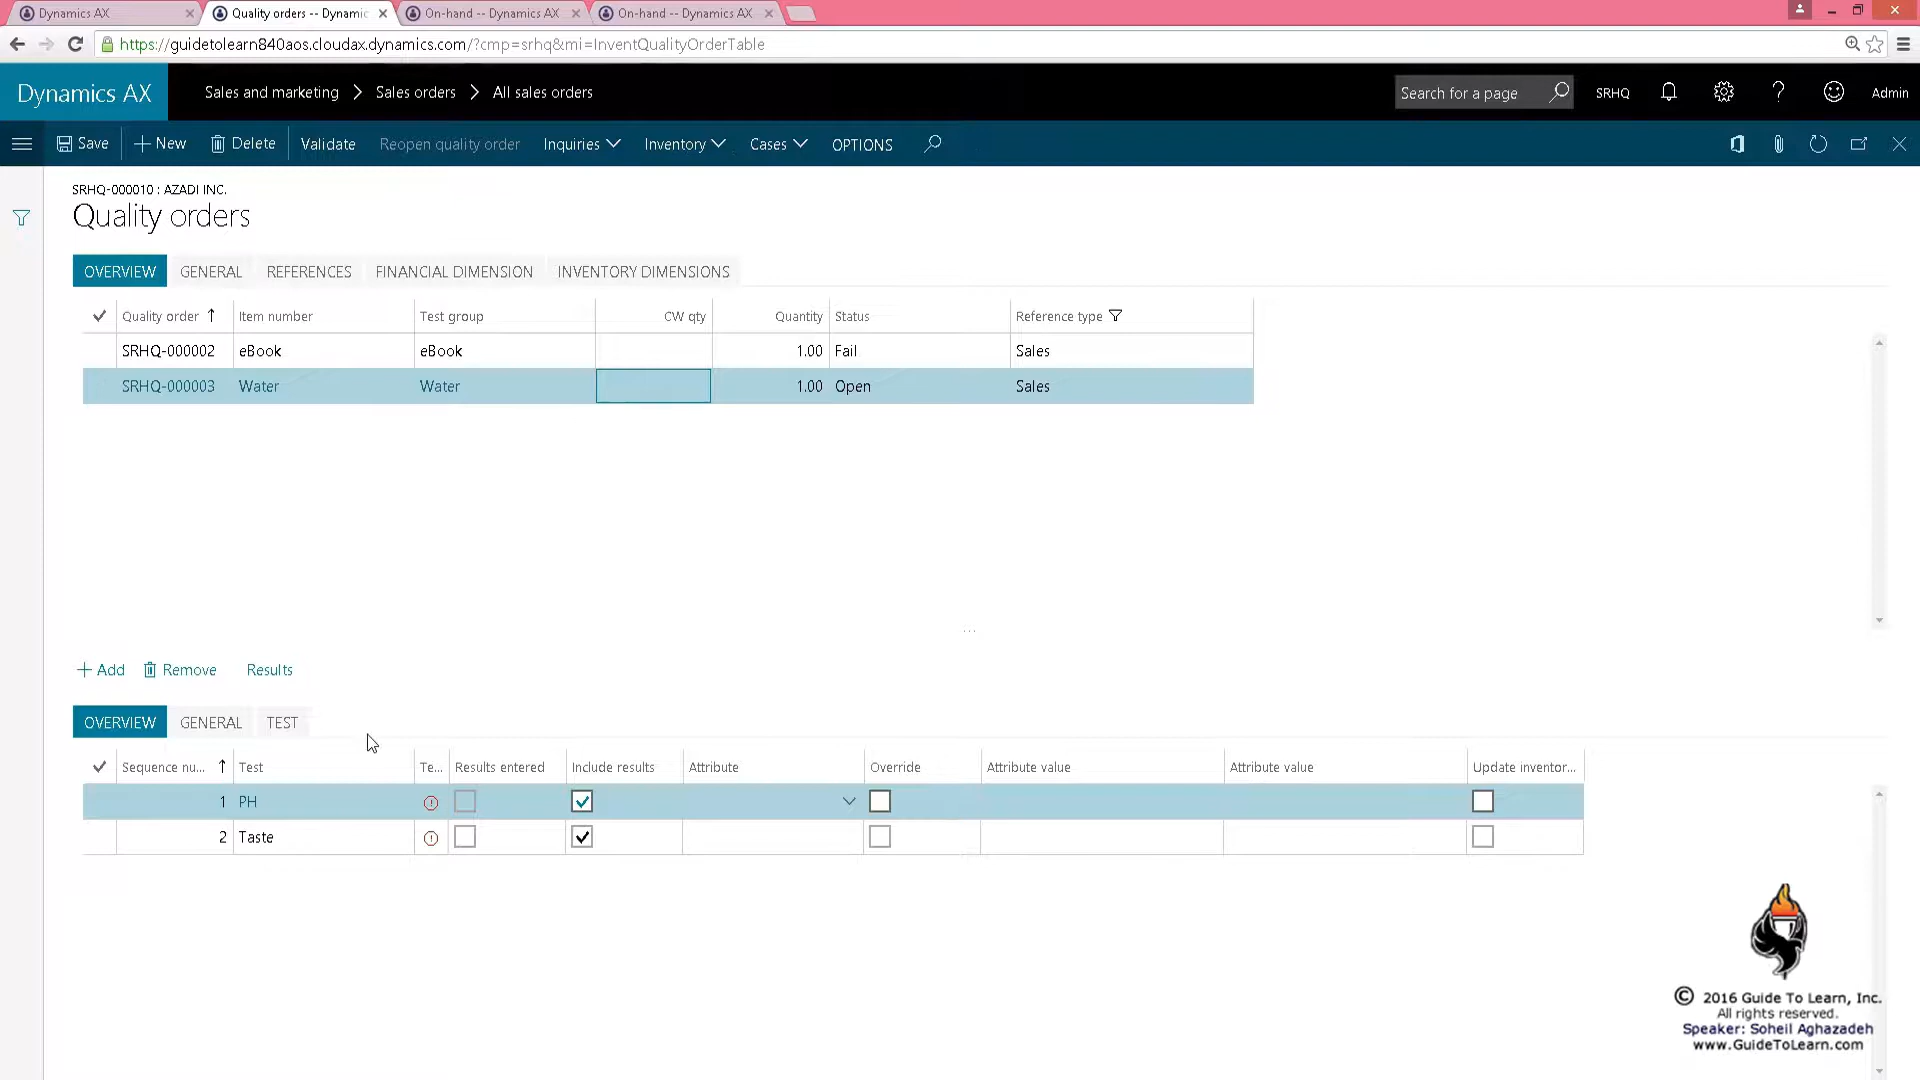 Dynamics AX
Quality orders -- Dynamic
On-hand -- Dynamics AX
On-hand -- Dynamics AX
https://guidetolearn840aos.cloudax.dynamics.com/?cmp=srhq&mi=InventQualityOrderTable
Dynamics AX
Sales and marketing > Sales orders > All sales orders
Search for a page
SRHQ
Admin
Save
New
Delete
Validate
Reopen quality order
Inquiries
Inventory
Cases
OPTIONS
SRHQ-000010 : AZADI INC.
Quality orders
OVERVIEW GENERAL REFERENCES FINANCIAL DIMENSION INVENTORY DIMENSIONS
Quality order Item number Test group CW qty Quantity Status Reference type
SRHQ-000002 eBook eBook 1.00 Fail Sales
SRHQ-000003 Water Water 1.00 Open Sales
...
+ Add Remove Results
OVERVIEW GENERAL TEST
Sequence nu... Test Te... Results entered Include results Attribute Override Attribute value Attribute value Update inventor...
1 PH
2 Taste
© 2016 Guide To Learn, Inc.
All rights reserved.
Speaker: Soheil Aghazadeh
www.GuideToLearn.com